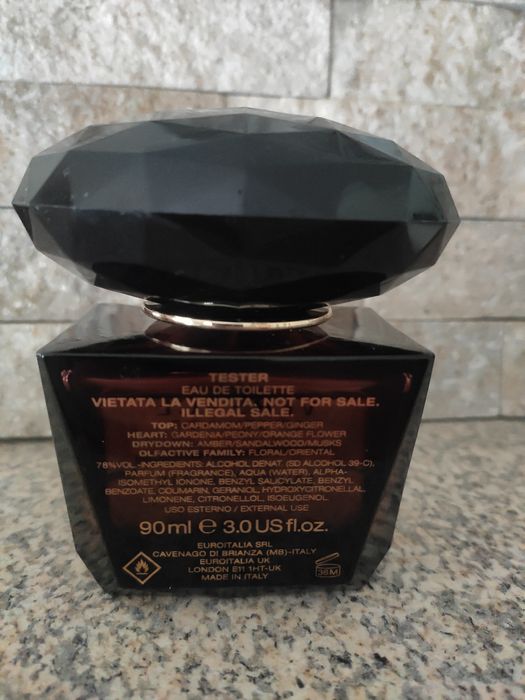 TESTER
EAU DE TOILETTE
VIETATA LA VENDITA. NOT FOR SALE.
ILLEGAL SALE.
TOP: CARDAMOM/PEPPER/GINGER
HEART: GARDENIA/PEONY/ORANGE FLOWER
DRYDOWN: AMBER/SANDALWOOD/MUSKS
OLFACTIVE FAMILY: FLORAL/ORIENTAL
78%VOL.-INGREDIENTS: ALCOHOL DENAT. (SD ALCOHOL 39-C),
PARFUM (FRAGRANCE), AQUA (WATER), ALPHA-
ISOMETHYL IONONE, BENZYL SALICYLATE, BENZYL
BENZOATE, COUMARIN, GERANIOL, HYDROXYCITRONELLAL,
LIMONENE, CITRONELLOL, ISOEUGENOL.
USO ESTERNO / EXTERNAL USE
90ml ℮ 3.0 US fl.oz.
EUROITALIA SRL
CAVENAGO DI BRIANZA (MB)-ITALY
EUROITALIA UK
LONDON E11 1HT-UK
MADE IN ITALY
36M